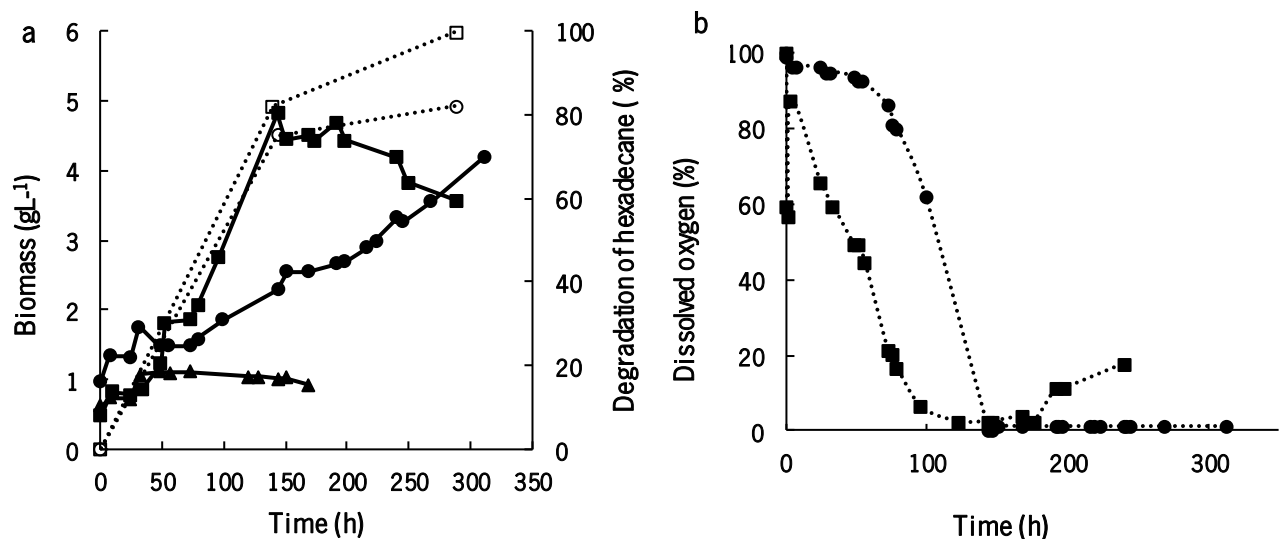 a
6
5
4
3
2
1
0
Biomass (gL-1)
0 50 100 150 200 250 300 350
Time (h)
100
80
60
40
20
0
Degradation of hexadecane ( %)
b
100
80
60
40
20
0
Dissolved oxygen (%)
0 100 200 300
Time (h)